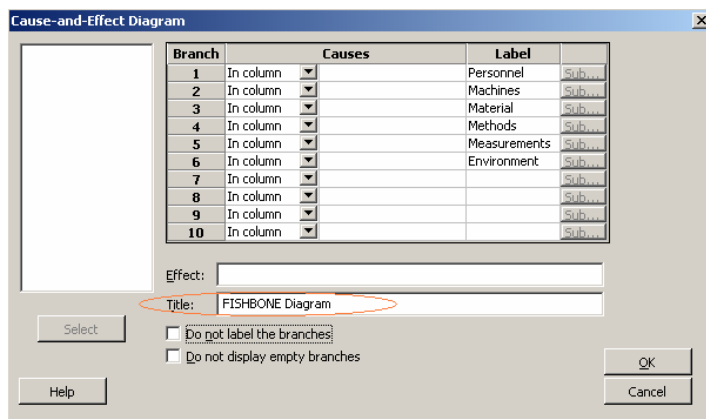 Cause-and-Effect Diagram
Branch Causes Label
1 In column Personnel Sub...
2 In column Machines Sub...
3 In column Material Sub...
4 In column Methods Sub...
5 In column Measurements Sub...
6 In column Environment Sub...
7 In column Sub...
8 In column Sub...
9 In column Sub...
10 In column Sub...
Effect:
Title: FISHBONE Diagram
Select
Do not label the branches
Do not display empty branches
OK
Help
Cancel